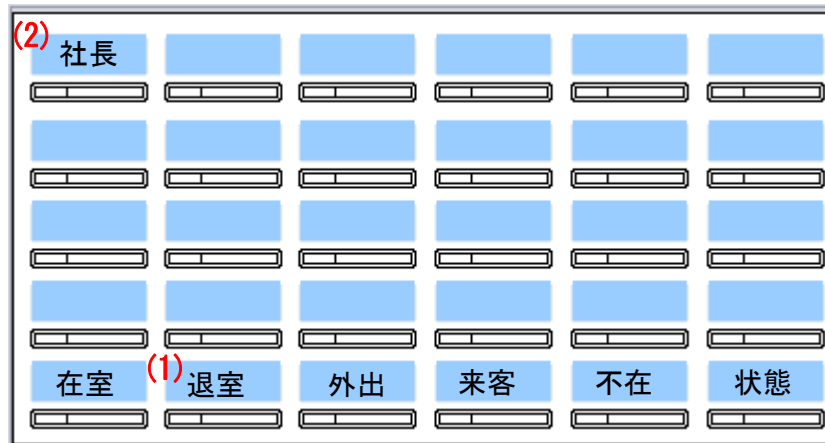 (2) 社長
在室 (1) 退室 外出 来客 不在 状態